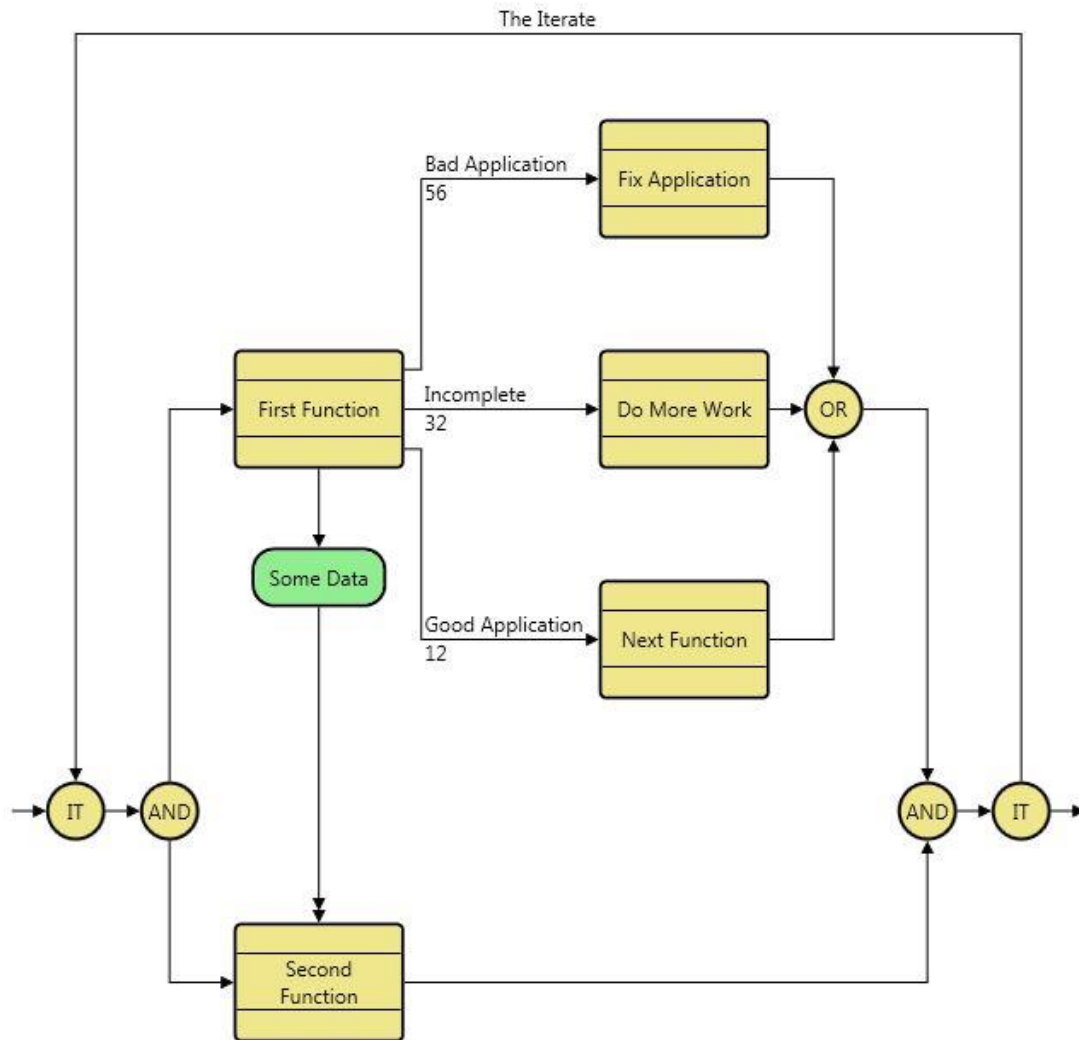 The Iterate
Bad Application
56
Fix Application
First Function
Incomplete
32
Do More Work
OR
Some Data
Good Application
12
Next Function
IT
AND
AND
IT
Second
Function